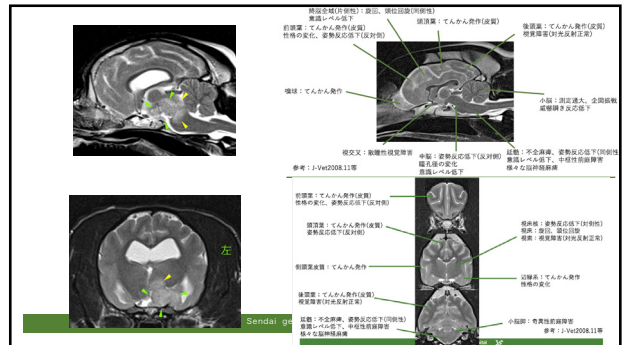 終脳全域(片側性)：旋回、頭位回旋(同側性)
意識レベル低下
前頭葉：てんかん発作(皮質)
性格の変化、姿勢反応低下(反対側)
頭頂葉：てんかん発作(皮質)
後頭葉：てんかん発作(皮質)
視覚障害(対光反射正常)
嗅球：てんかん発作
小脳：測定過大、企図振戦
威嚇瞬き反応低下
視交叉：散瞳性視覚障害
中脳：姿勢反応低下(反対側)
瞳孔径の変化
意識レベル低下
延髄：不全麻痺、姿勢反応低下(同側性
意識レベル低下、中枢性前庭障害
様々な脳神経麻痺
参考：J-Vet2008.11等
左
前頭葉：てんかん発作(皮質)
性格の変化、姿勢反応低下(反対側)
頭頂葉：てんかん発作(皮質)
姿勢反応低下(反対側)
側頭葉皮質：てんかん発作
後頭葉：てんかん発作(皮質)
視覚障害(対光反射正常)
延髄：不全麻痺、姿勢反応低下(同側性)
意識レベル低下、中枢性前庭障害
様々な脳神経麻痺
視床核：姿勢反応低下(対側性)
視床：旋回、頭位回旋
視索：視覚障害(対光反射正常)
辺縁系：てんかん発作
性格の変化
小脳脚：奇異性前庭障害
参考：J-Vet2008.11等
Sendai ge